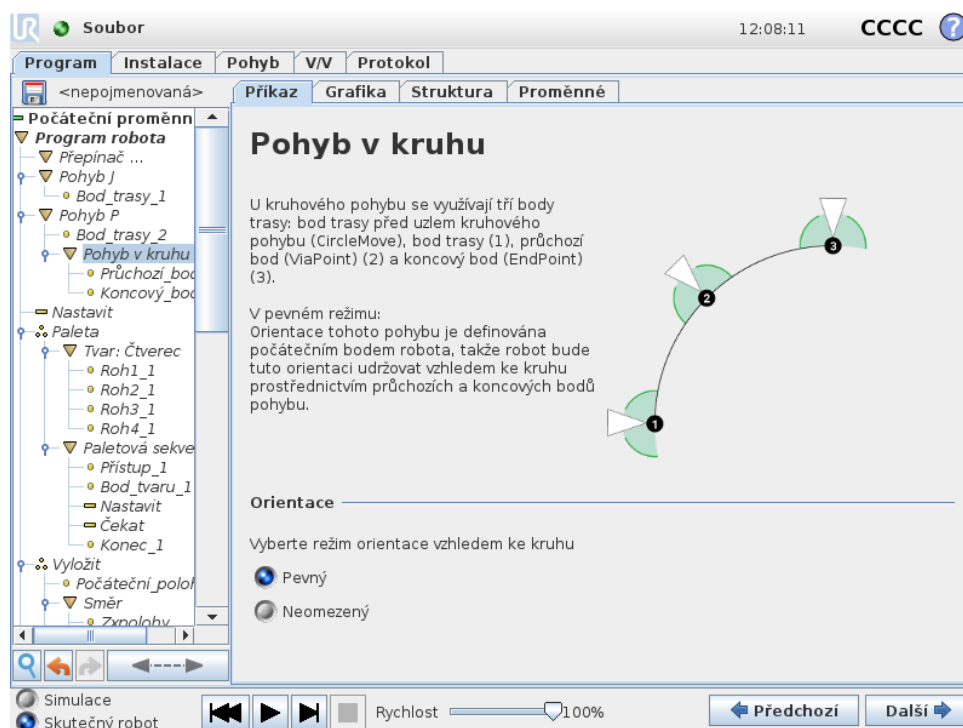 UR Soubor 12:08:11 CCCC ?
Program Instalace Pohyb V/V Protokol
<nepojmenovaná> Příkaz Grafika Struktura Proměnné
Počáteční proměnn
Program robota
Přepínač ...
Pohyb J
Bod_trasy_1
Pohyb P
Bod_trasy_2
Pohyb v kruhu
Průchozí_bod
Koncový_bod
Nastavit
Paleta
Tvar: Čtverec
Roh1_1
Roh2_1
Roh3_1
Roh4_1
Paletová sekve
Přístup_1
Bod_tvaru_1
Nastavit
Čekat
Konec_1
Vyložit
Počáteční_poloh
Směr
Zxpolohy
Pohyb v kruhu
U kruhového pohybu se využívají tří body
trasy: bod trasy před uzlem kruhového
pohybu (CircleMove), bod trasy (1), průchozí
bod (ViaPoint) (2) a koncový bod (EndPoint)
(3).
V pevném režimu:
Orientace tohoto pohybu je definována
počátečním bodem robota, takže robot bude
tuto orientaci udržovat vzhledem ke kruhu
prostřednictvím průchozích a koncových bodů
pohybu.
3
2
1
Orientace
Vyberte režim orientace vzhledem ke kruhu
Pevný
Neomezený
Simulace
Skutečný robot
Rychlost 100%
Předchozí Další